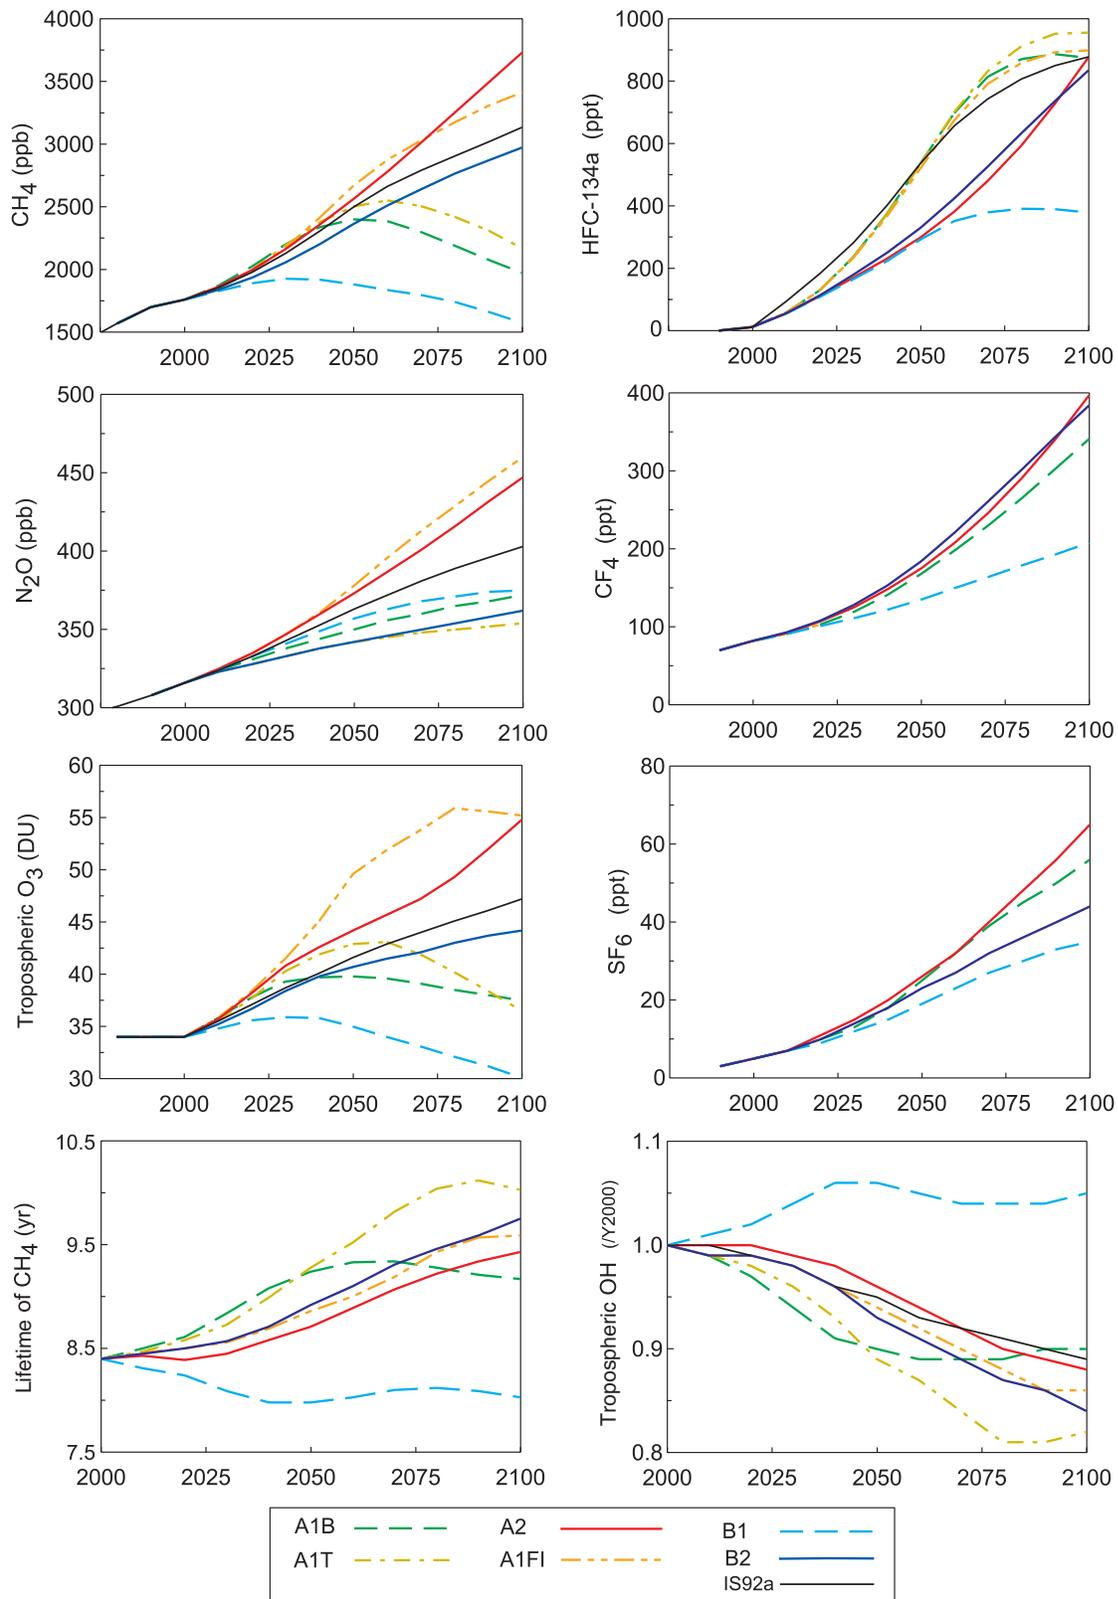 4000
3500
3000
2500
2000
1500
CH4 (ppb)
2000 2025 2050 2075 2100
1000
800
600
400
200
0
HFC-134a (ppt)
2000 2025 2050 2075 2100
500
450
400
350
300
N2O (ppb)
2000 2025 2050 2075 2100
400
300
200
100
0
CF4 (ppt)
2000 2025 2050 2075 2100
60
55
50
45
40
35
30
Tropospheric O3 (DU)
2000 2025 2050 2075 2100
80
60
40
20
0
SF6 (ppt)
2000 2025 2050 2075 2100
10.5
9.5
8.5
7.5
Lifetime of CH4 (yr)
2000 2025 2050 2075 2100
1.1
1.0
0.9
0.8
Tropospheric OH (/Y2000)
2000 2025 2050 2075 2100
A1B A2 B1
A1T A1FI B2
IS92a